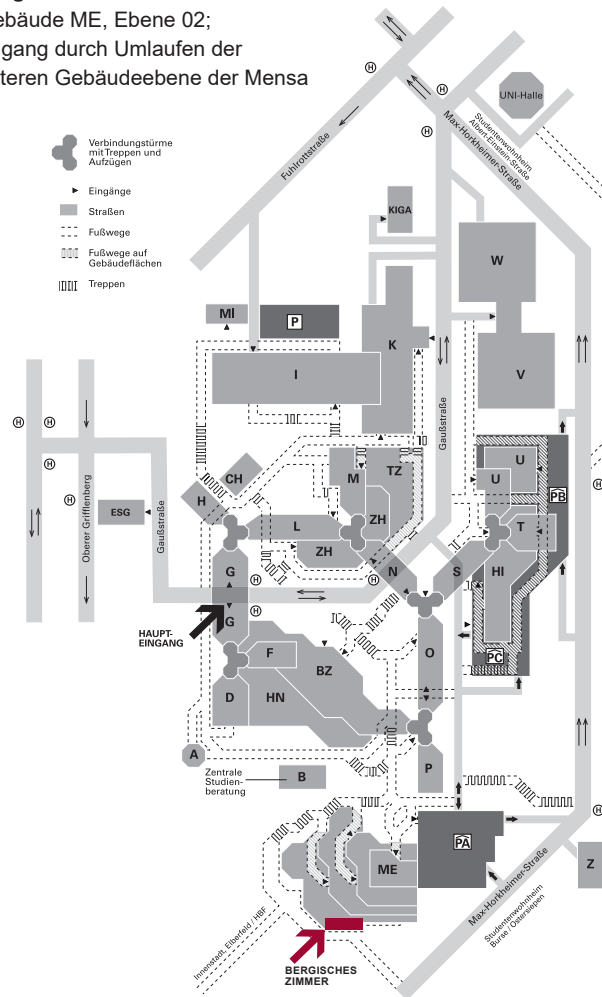 ebäude ME, Ebene 02;
gang durch Umlaufen der
teren Gebäudeebene der Mensa
UNI-Halle
Studentenwohnheim
Albert-Einstein-Straße
Max-Horkheimer-Straße
Fuhlrottstraße
Verbindungstürme
mit Treppen und
Aufzügen
Eingänge
Straßen
Fußwege
Fußwege auf
Gebäudeflächen
Treppen
H
H
H
KIGA
W
MI
P
K
I
V
Gaußstraße
H
H
H
H
H
Oberer Grifflenberg
ESG
Gaußstraße
CH
H
M
TZ
ZH
L
ZH
U
U
PB
T
N
S
HI
G
H
H
H
G
HAUPT-
EINGANG
F
BZ
O
PC
D
HN
A
Zentrale
Studien-
beratung
B
P
PA
H
ME
Z
Max-Horkheimer-Straße
Studentenwohnheim
Burse / Ostersiepen
Innenstadt, Elberfeld / HBF
BERGISCHES
ZIMMER